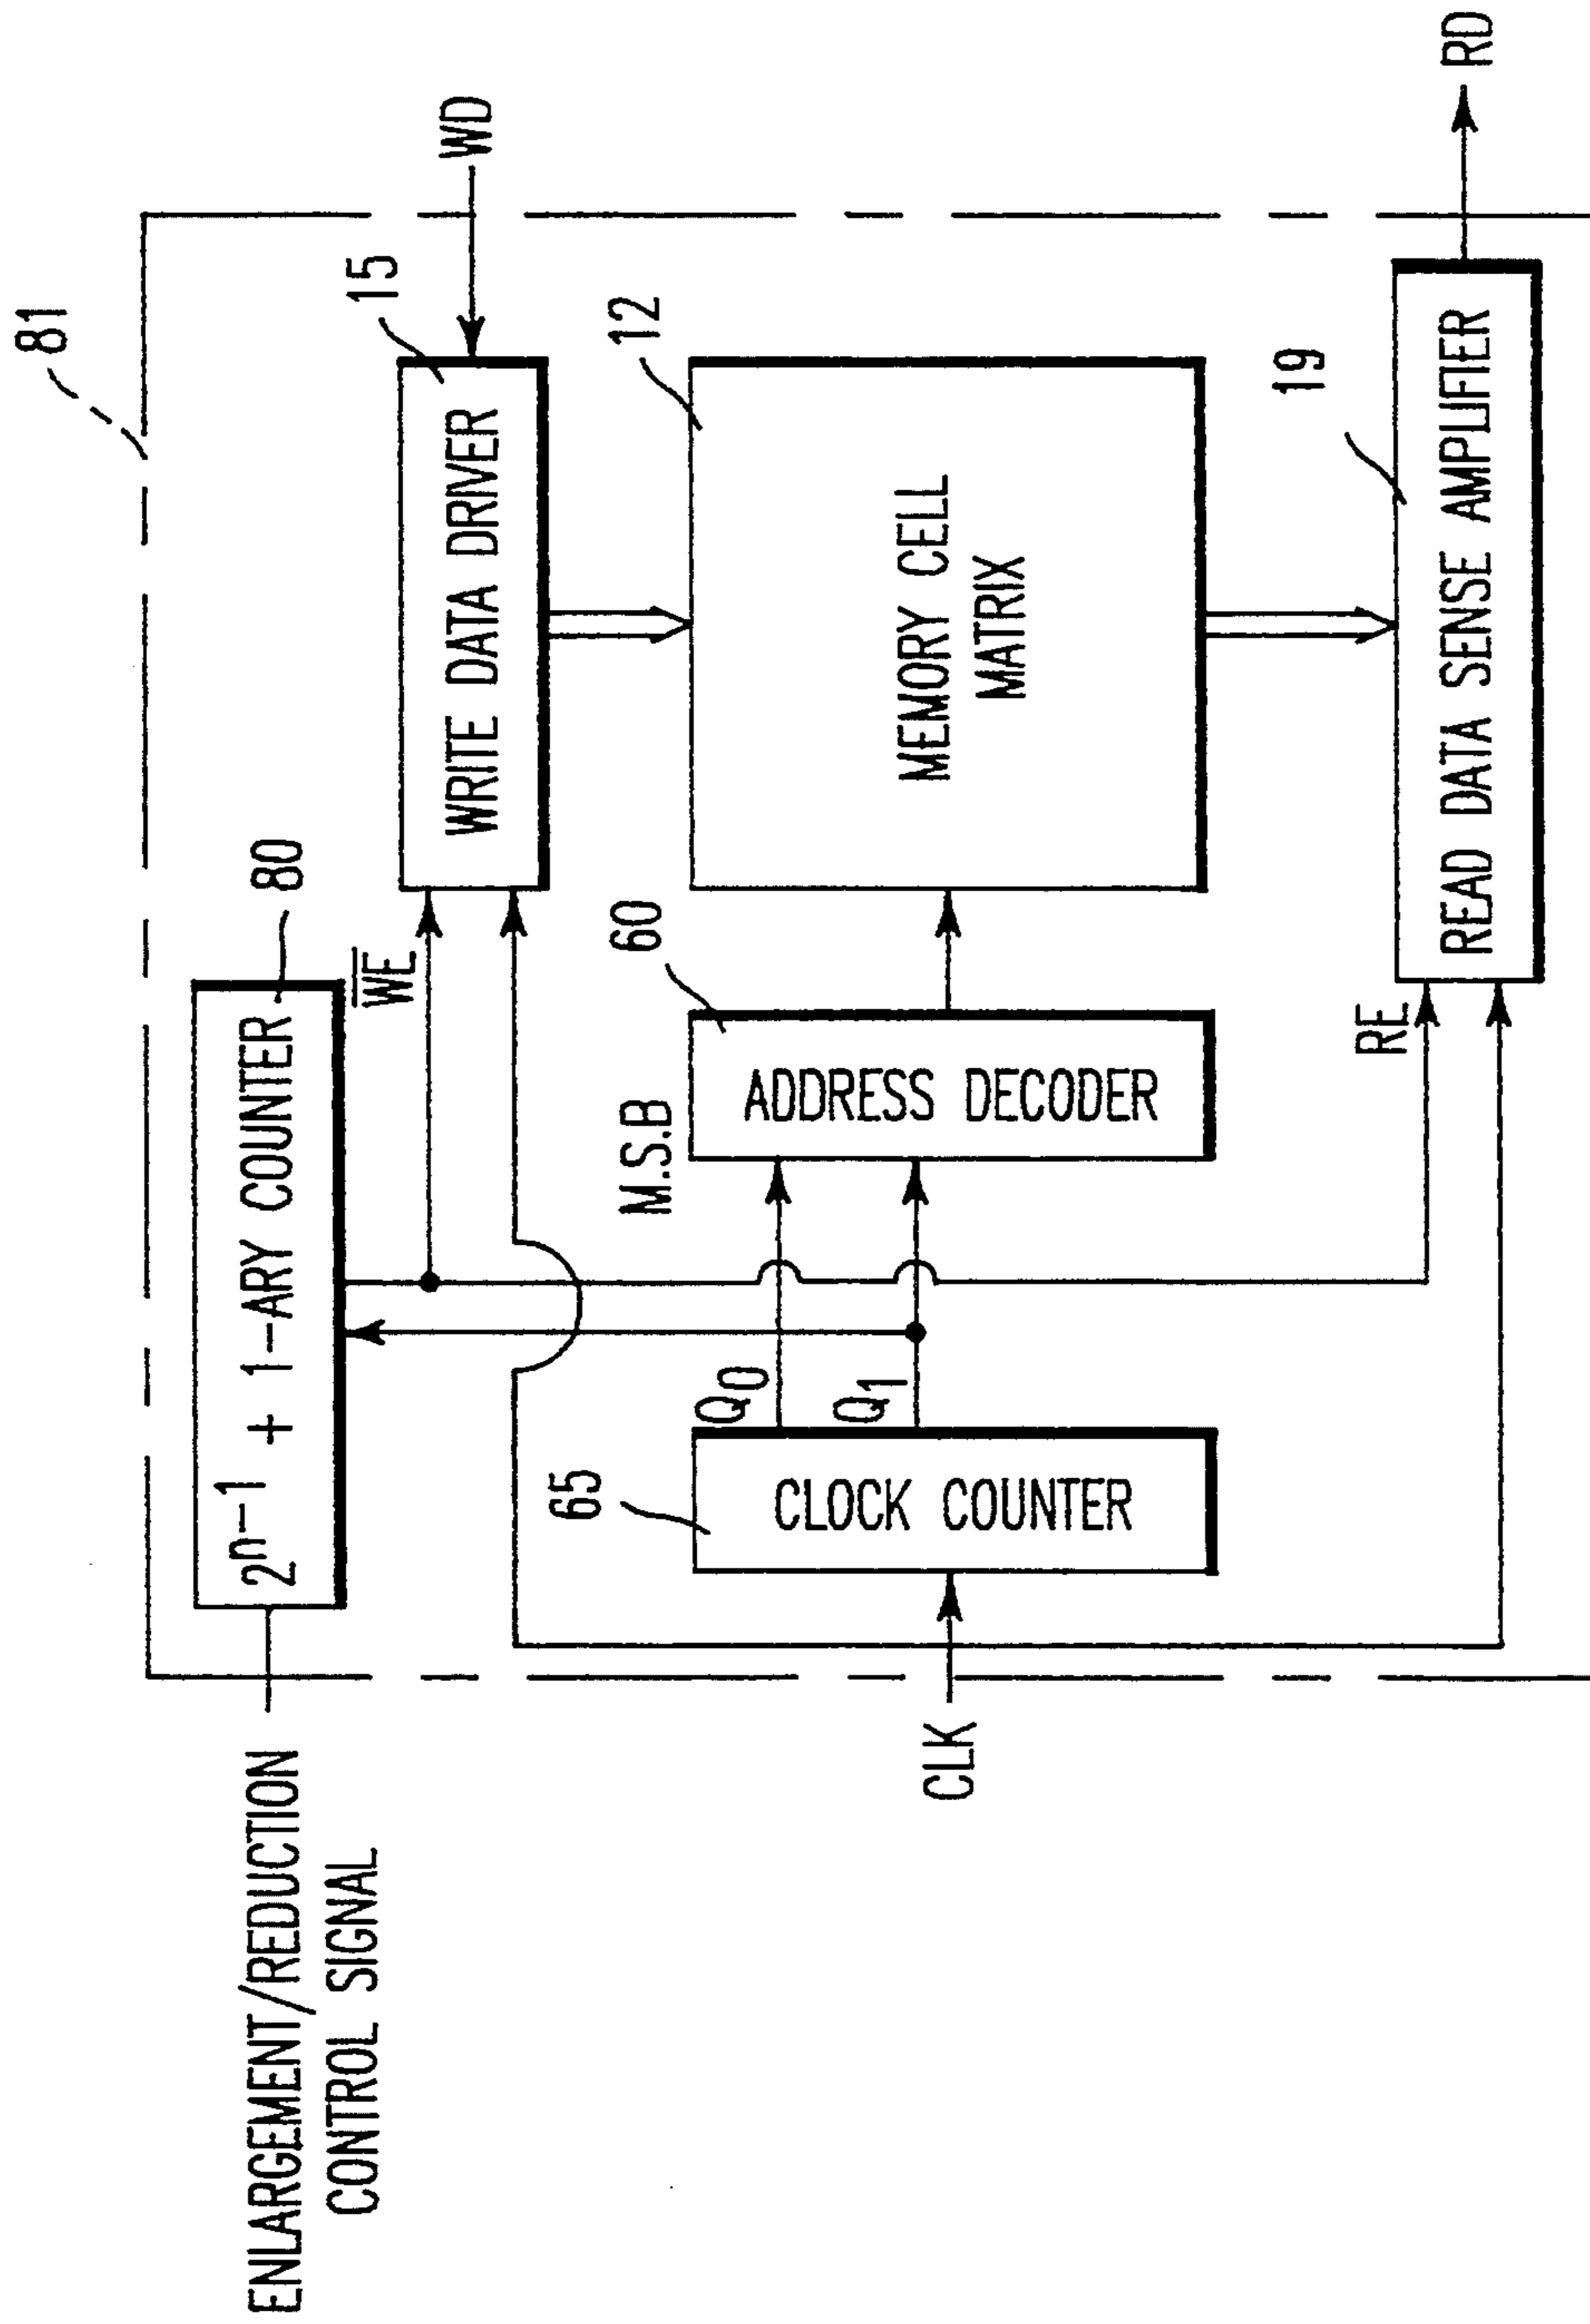 81
ENLARGEMENT/REDUCTION
CONTROL SIGNAL
2ⁿ⁻¹ + 1-ARY COUNTER
80
W̅E̅
WRITE DATA DRIVER
15
WD
CLK
65
CLOCK COUNTER
Q₀
Q₁
M.S.B
60
ADDRESS DECODER
12
MEMORY CELL
MATRIX
RE
19
READ DATA SENSE AMPLIFIER
RD